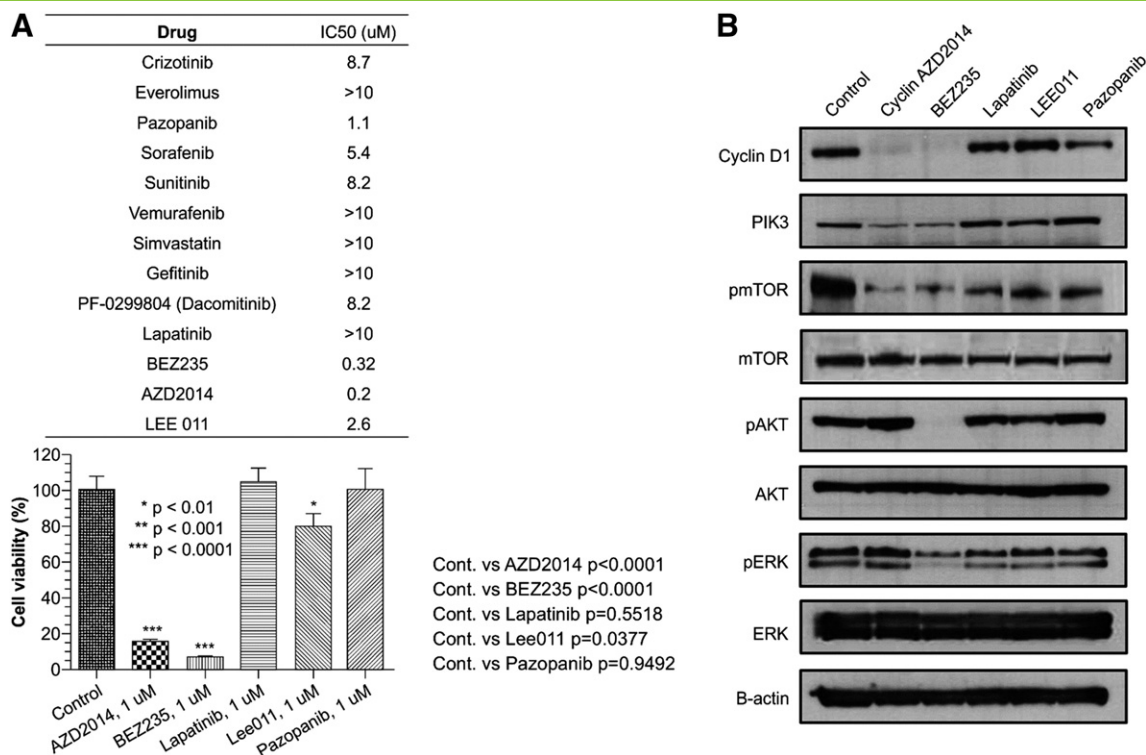 A
Drug IC50 (uM)
Crizotinib 8.7
Everolimus >10
Pazopanib 1.1
Sorafenib 5.4
Sunitinib 8.2
Vemurafenib >10
Simvastatin >10
Gefitinib >10
PF-0299804 (Dacomitinib) 8.2
Lapatinib >10
BEZ235 0.32
AZD2014 0.2
LEE 011 2.6
Cell viability (%)
120
100
80
60
40
20
0
* p < 0.01
** p < 0.001
*** p < 0.0001
***
***
*
Control
AZD2014, 1 uM
BEZ235, 1 uM
Lapatinib, 1 uM
Lee011, 1 uM
Pazopanib, 1 uM
Cont. vs AZD2014 p<0.0001
Cont. vs BEZ235 p<0.0001
Cont. vs Lapatinib p=0.5518
Cont. vs Lee011 p=0.0377
Cont. vs Pazopanib p=0.9492
B
Control
Cyclin AZD2014
BEZ235
Lapatinib
LEE011
Pazopanib
Cyclin D1
PIK3
pmTOR
mTOR
pAKT
AKT
pERK
ERK
B-actin